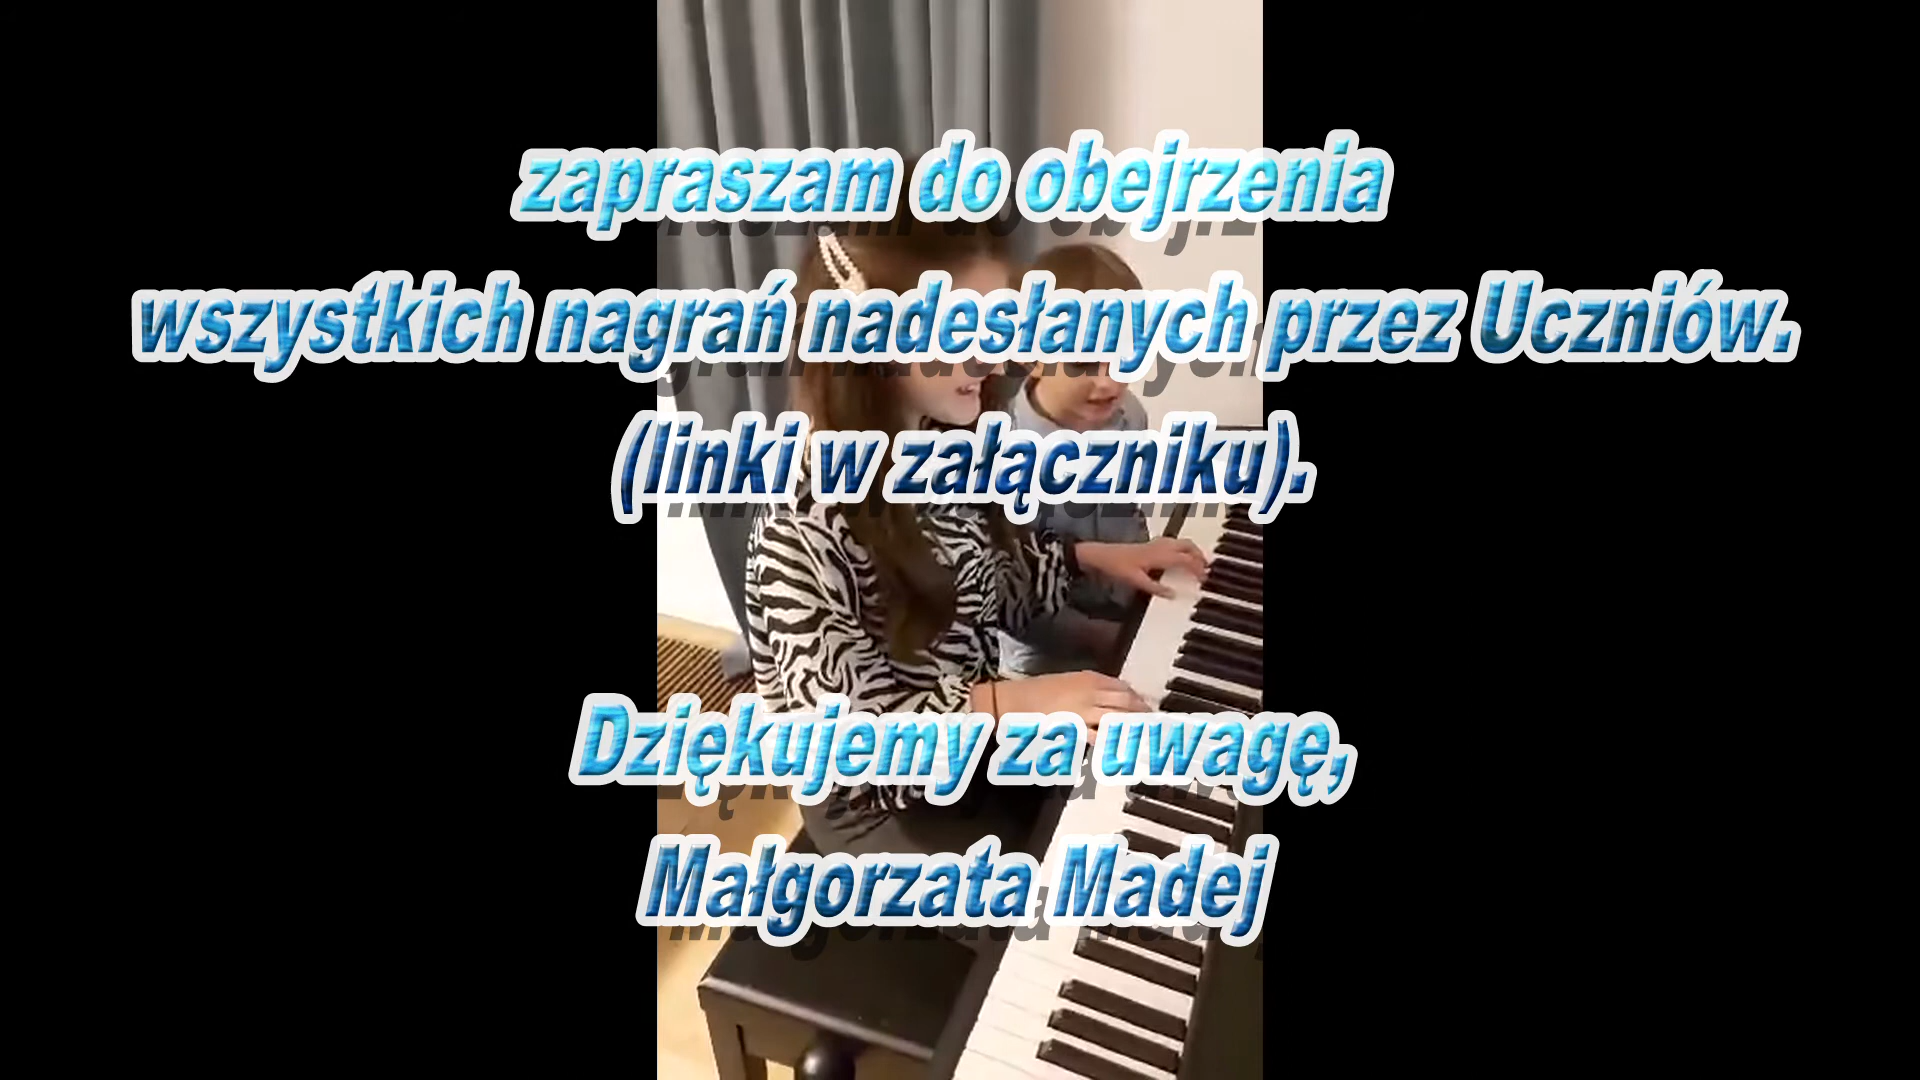 zapraszam do obejrzenia
wszystkich nagrań nadesłanych przez Uczniów.
(linki w załączniku).
Dziękujemy za uwagę,
Małgorzata Madej